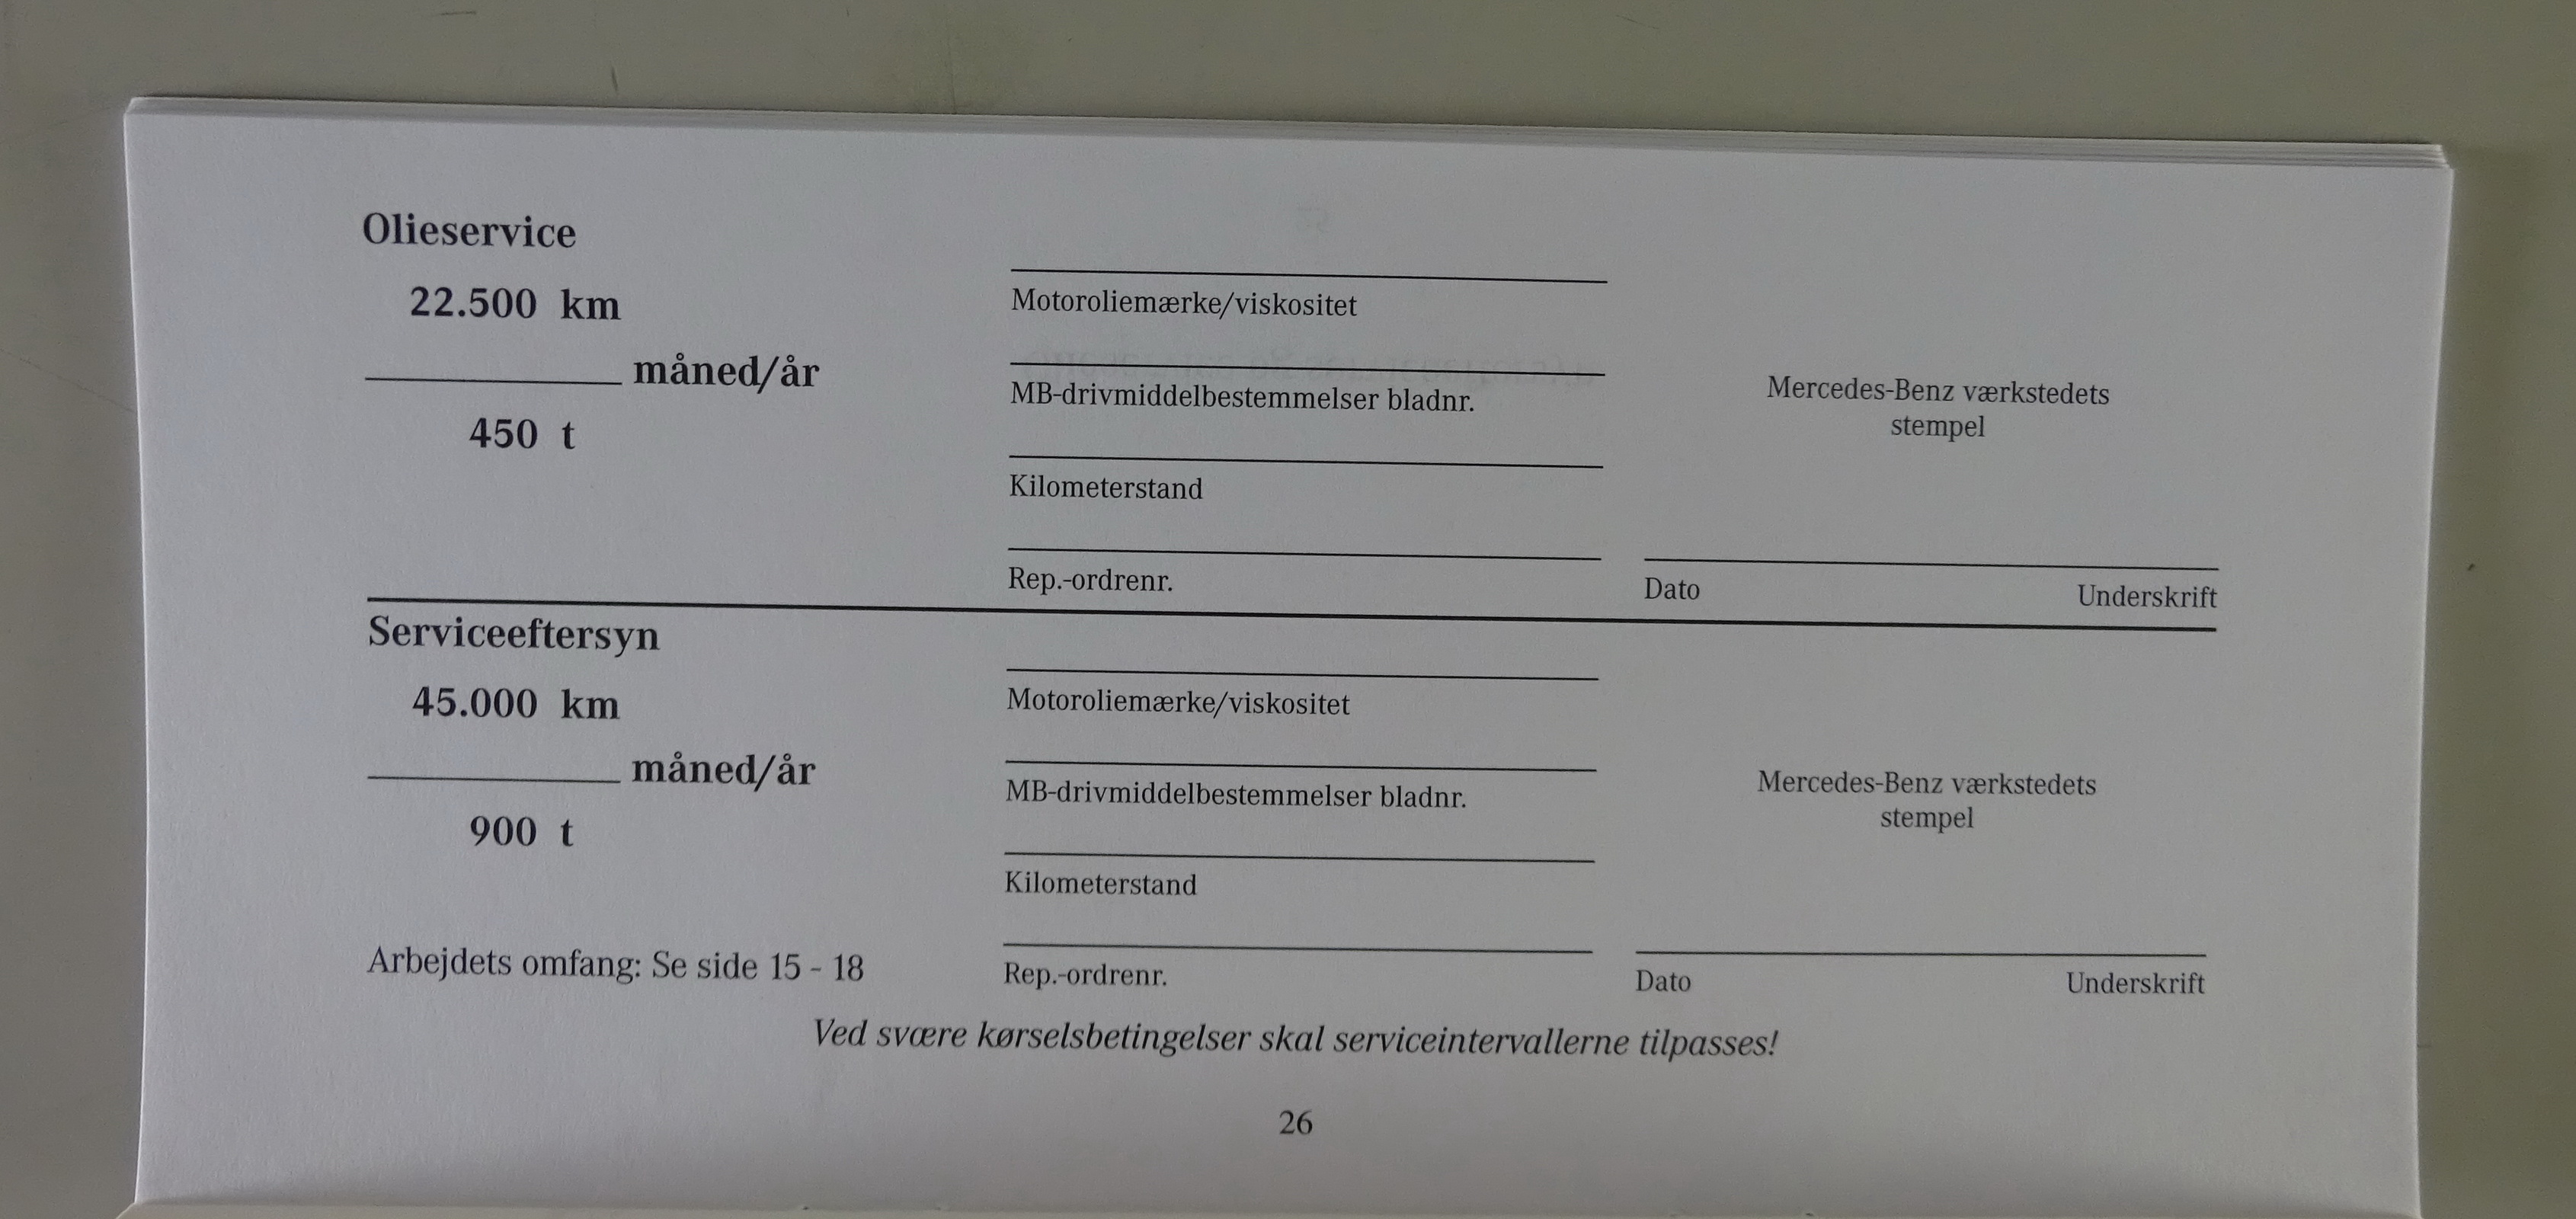 Olieservice
22.500 km
måned/år
450 t
Motoroliemærke/viskositet
MB-drivmiddelbestemmelser bladnr.
Kilometerstand
Rep.-ordrenr.
Mercedes-Benz værkstedets
stempel
Dato Underskrift
Serviceeftersyn
45.000 km
måned/år
900 t
Arbejdets omfang: Se side 15 - 18
Motoroliemærke/viskositet
MB-drivmiddelbestemmelser bladnr.
Kilometerstand
Rep.-ordrenr.
Mercedes-Benz værkstedets
stempel
Dato Underskrift
Ved svære kørselsbetingelser skal serviceintervallerne tilpasses!
26